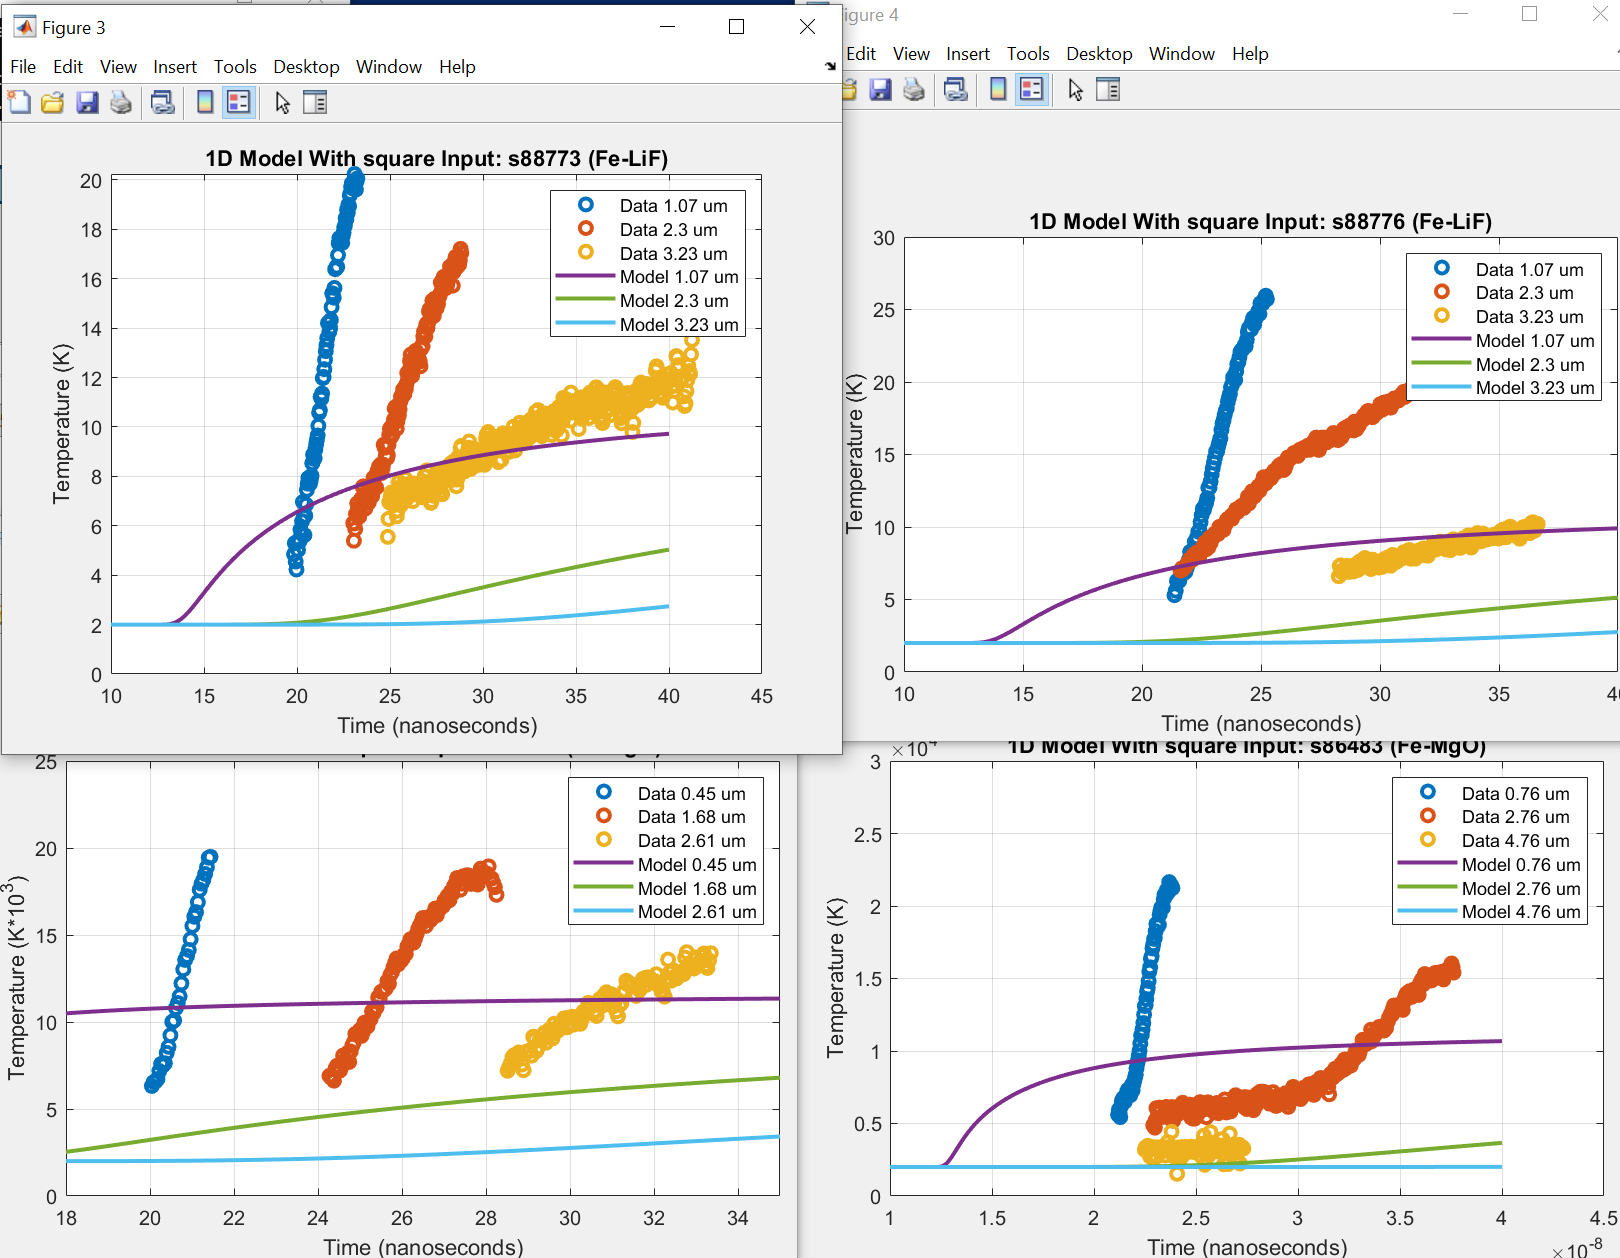 Figure 3
File Edit View Insert Tools Desktop Window Help
1D Model With square Input: s88773 (Fe-LiF)
20
18
16
14
12
10
8
6
4
2
0
Temperature (K)
Data 1.07 um
Data 2.3 um
Data 3.23 um
Model 1.07 um
Model 2.3 um
Model 3.23 um
10 15 20 25 30 35 40 45
Time (nanoseconds)
igure 4
Edit View Insert Tools Desktop Window Help
1D Model With square Input: s88776 (Fe-LiF)
30
25
20
15
10
5
0
Temperature (K)
Data 1.07 um
Data 2.3 um
Data 3.23 um
Model 1.07 um
Model 2.3 um
Model 3.23 um
10 15 20 25 30 35 4
Time (nanoseconds)
25
20
15
10
5
0
Temperature (K*10³)
Data 0.45 um
Data 1.68 um
Data 2.61 um
Model 0.45 um
Model 1.68 um
Model 2.61 um
18 20 22 24 26 28 30 32 34
Time (nanoseconds)
×10⁴
1D Model With square Input: s86483 (Fe-MgO)
3
2.5
2
1.5
1
0.5
0
Temperature (K)
Data 0.76 um
Data 2.76 um
Data 4.76 um
Model 0.76 um
Model 2.76 um
Model 4.76 um
1 1.5 2 2.5 3 3.5 4 4.5
Time (nanoseconds)
×10⁻⁸